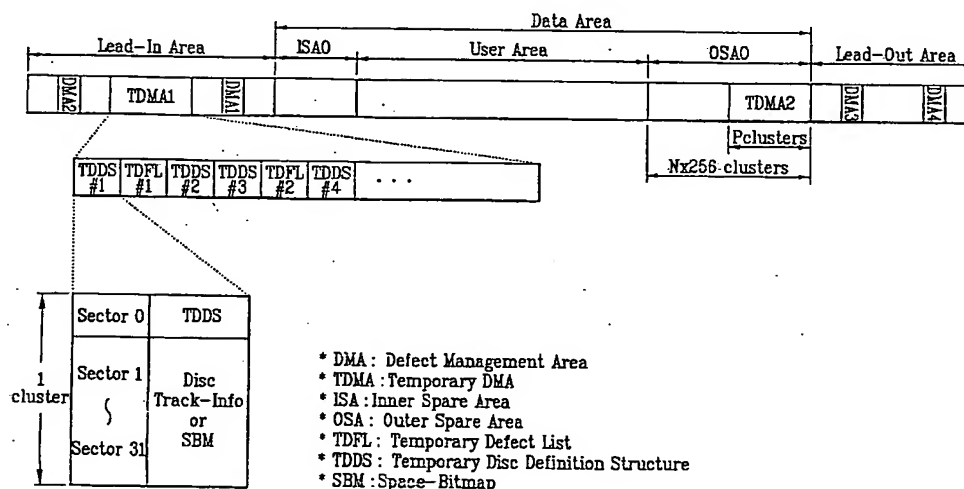 Data Area
Lead-In Area
ISA0
User Area
OSA0
Lead-Out Area
DMA2
TDMA1
DMA1
TDMA2
DMA3
DMA4
Pclusters
Nx256 clusters
TDDS #1
TDFL #1
TDDS #2
TDDS #3
TDFL #2
TDDS #4
...
Sector 0
TDDS
1 cluster
Sector 1
Sector 31
Disc
Track-Info
or
SBM
* DMA : Defect Management Area
* TDMA : Temporary DMA
* ISA : Inner Spare Area
* OSA : Outer Spare Area
* TDFL : Temporary Defect List
* TDDS : Temporary Disc Definition Structure
* SBM : Space-Bitmap